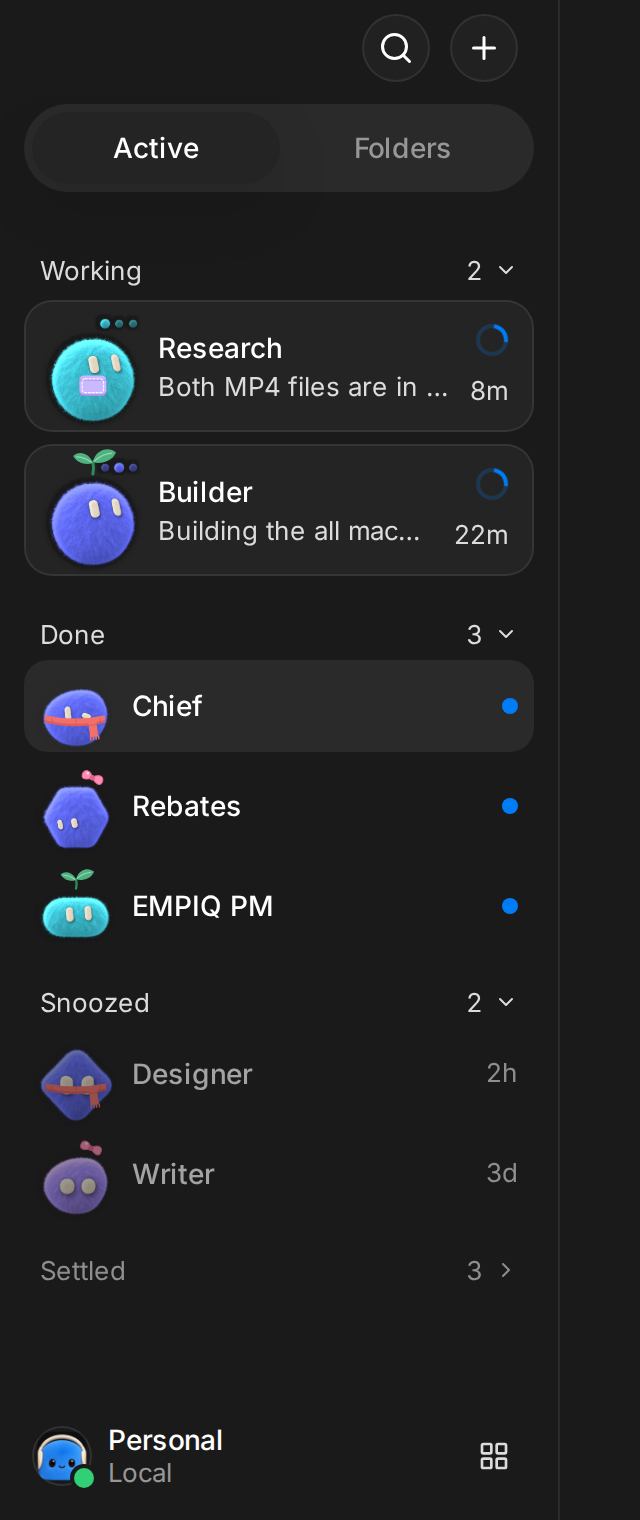 Active
Folders
Working 2
Research
Both MP4 files are in ... 8m
Builder
Building the all mac... 22m
Done 3
Chief
Rebates
EMPIQ PM
Snoozed 2
Designer 2h
Writer 3d
Settled 3
Personal
Local